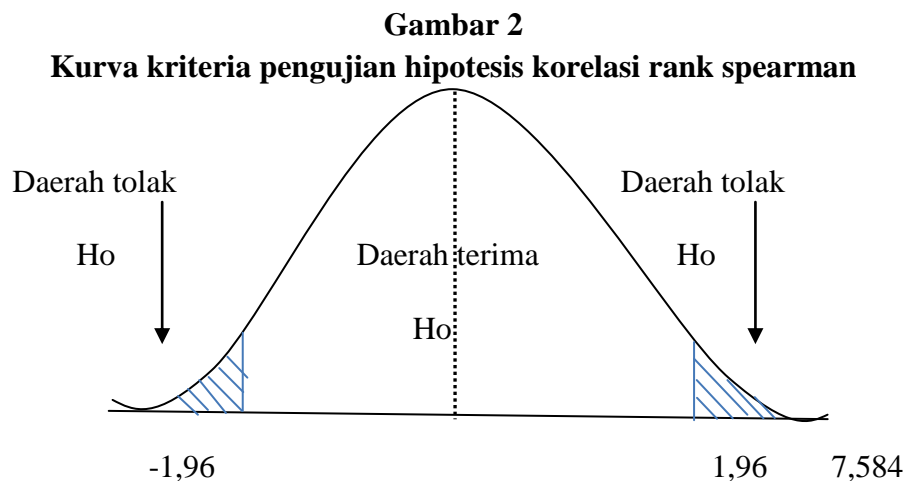 Gambar 2
Kurva kriteria pengujian hipotesis korelasi rank spearman
Daerah tolak
Ho
Daerah terima
Ho
Daerah tolak
Ho
-1,96
1,96
7,584